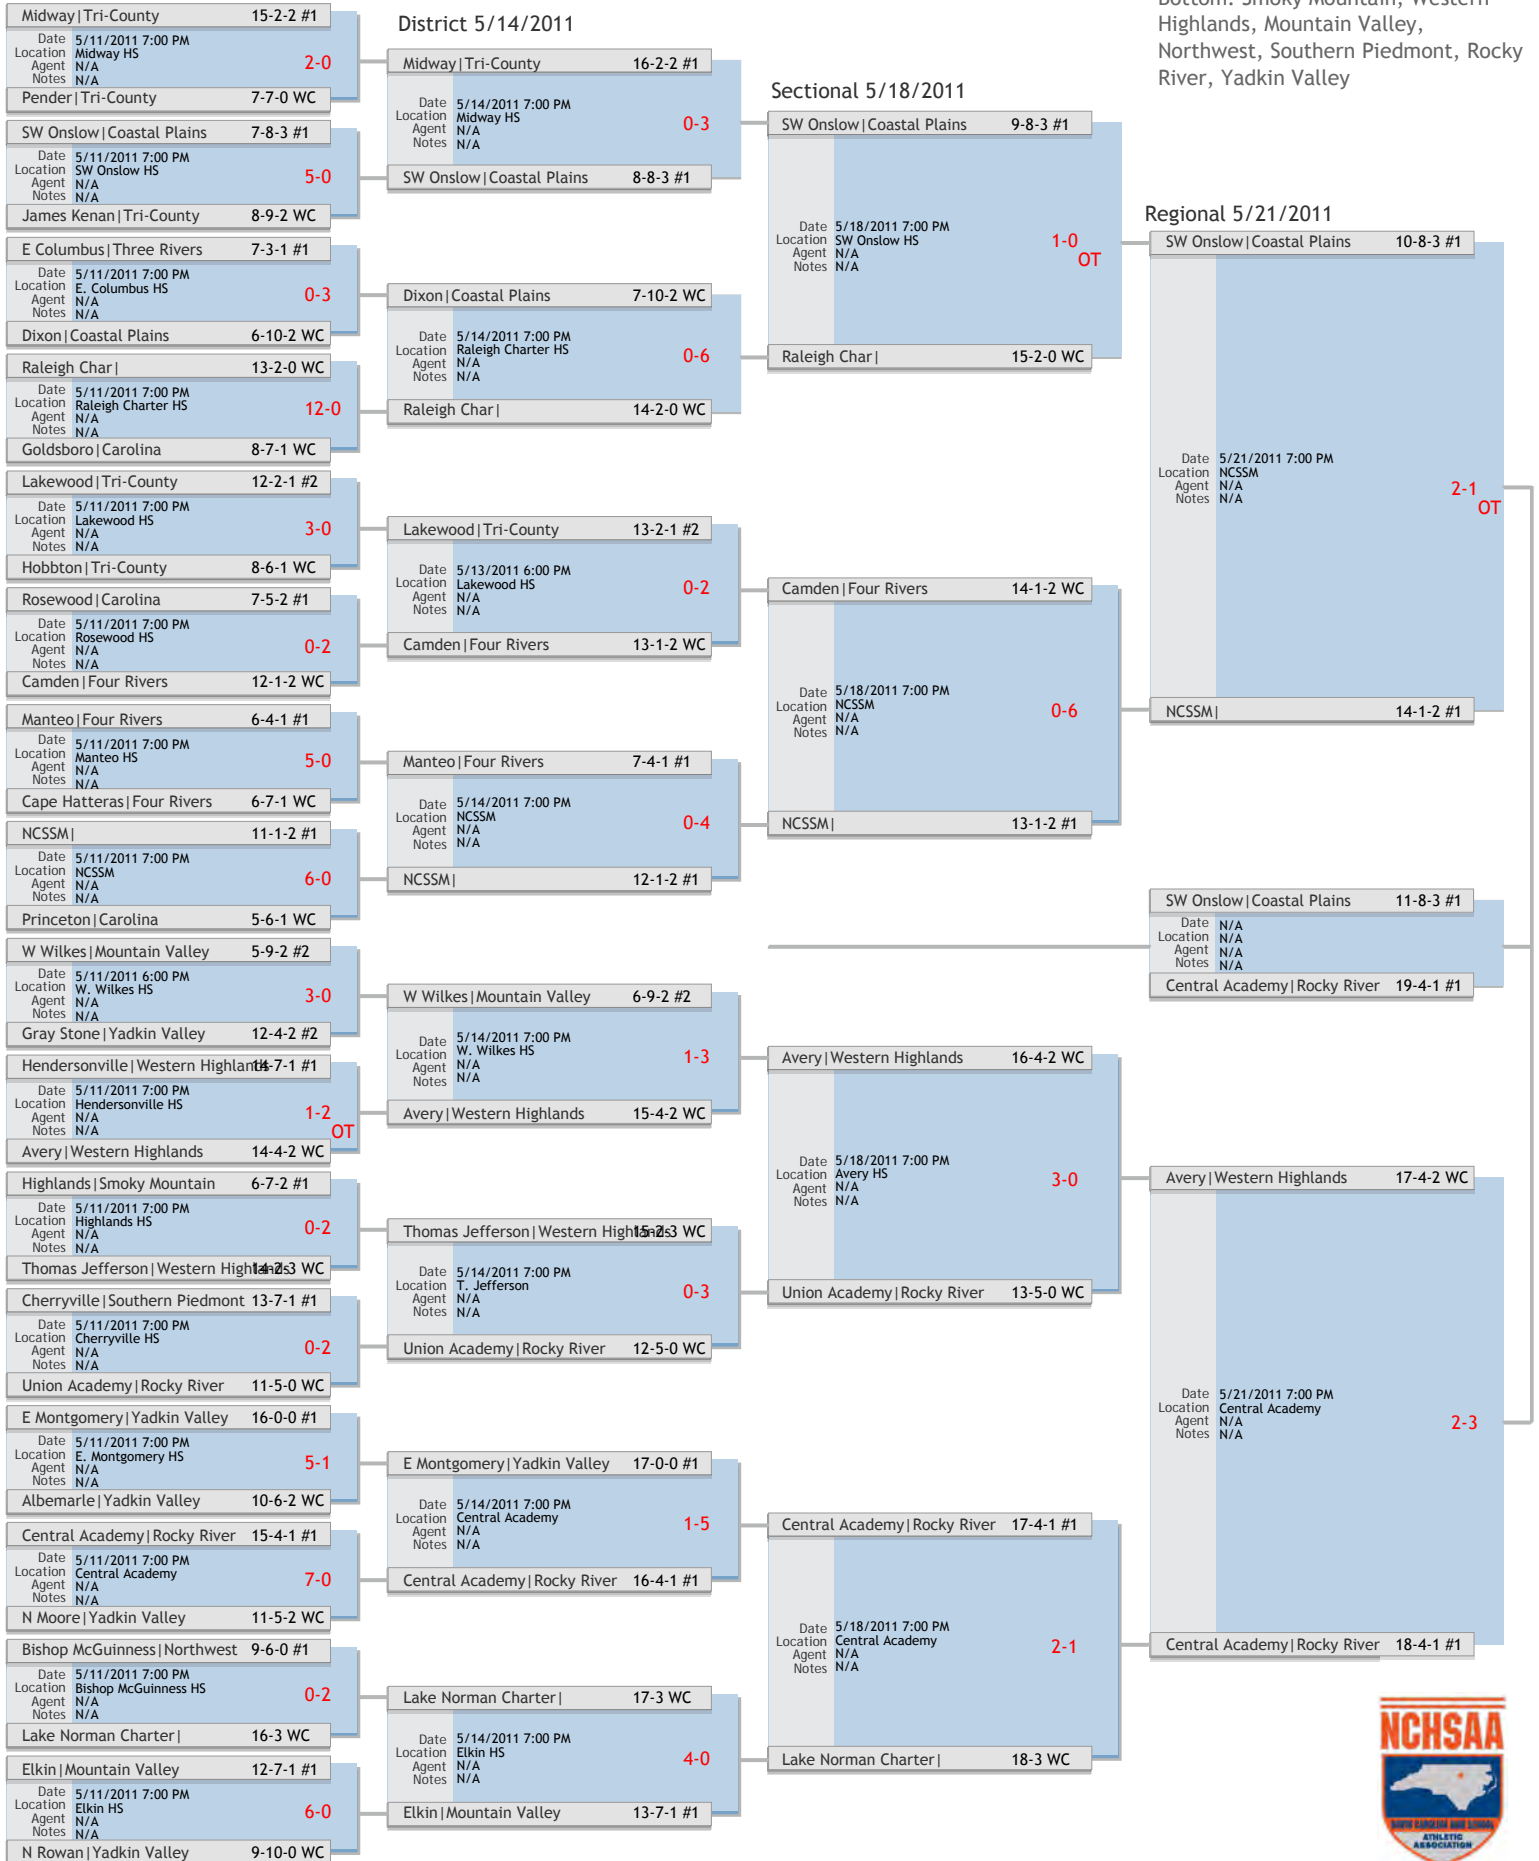 Bottom: Smoky Mountain, Western
Highlands, Mountain Valley,
Northwest, Southern Piedmont, Rocky
River, Yadkin Valley
Midway|Tri-County 15-2-2 #1
Date 5/11/2011 7:00 PM
Location Midway HS
Agent N/A
Notes N/A
2-0
Pender|Tri-County 7-7-0 WC
SW Onslow|Coastal Plains 7-8-3 #1
Date 5/11/2011 7:00 PM
Location SW Onslow HS
Agent N/A
Notes N/A
5-0
James Kenan|Tri-County 8-9-2 WC
E Columbus|Three Rivers 7-3-1 #1
Date 5/11/2011 7:00 PM
Location E. Columbus HS
Agent N/A
Notes N/A
0-3
Dixon|Coastal Plains 6-10-2 WC
Raleigh Char| 13-2-0 WC
Date 5/11/2011 7:00 PM
Location Raleigh Charter HS
Agent N/A
Notes N/A
12-0
Goldsboro|Carolina 8-7-1 WC
Lakewood|Tri-County 12-2-1 #2
Date 5/11/2011 7:00 PM
Location Lakewood HS
Agent N/A
Notes N/A
3-0
Hobbton|Tri-County 8-6-1 WC
Rosewood|Carolina 7-5-2 #1
Date 5/11/2011 7:00 PM
Location Rosewood HS
Agent N/A
Notes N/A
0-2
Camden|Four Rivers 12-1-2 WC
Manteo|Four Rivers 6-4-1 #1
Date 5/11/2011 7:00 PM
Location Manteo HS
Agent N/A
Notes N/A
5-0
Cape Hatteras|Four Rivers 6-7-1 WC
NCSSM| 11-1-2 #1
Date 5/11/2011 7:00 PM
Location NCSSM
Agent N/A
Notes N/A
6-0
Princeton|Carolina 5-6-1 WC
W Wilkes|Mountain Valley 5-9-2 #2
Date 5/11/2011 6:00 PM
Location W. Wilkes HS
Agent N/A
Notes N/A
3-0
Gray Stone|Yadkin Valley 12-4-2 #2
Hendersonville|Western Highlands 14-7-1 #1
Date 5/11/2011 7:00 PM
Location Hendersonville HS
Agent N/A
Notes N/A
1-2
OT
Avery|Western Highlands 14-4-2 WC
Highlands|Smoky Mountain 6-7-2 #1
Date 5/11/2011 7:00 PM
Location Highlands HS
Agent N/A
Notes N/A
0-2
Thomas Jefferson|Western Highlands 14-2-3 WC
Cherryville|Southern Piedmont 13-7-1 #1
Date 5/11/2011 7:00 PM
Location Cherryville HS
Agent N/A
Notes N/A
0-2
Union Academy|Rocky River 11-5-0 WC
E Montgomery|Yadkin Valley 16-0-0 #1
Date 5/11/2011 7:00 PM
Location E. Montgomery HS
Agent N/A
Notes N/A
5-1
Albemarle|Yadkin Valley 10-6-2 WC
Central Academy|Rocky River 15-4-1 #1
Date 5/11/2011 7:00 PM
Location Central Academy
Agent N/A
Notes N/A
7-0
N Moore|Yadkin Valley 11-5-2 WC
Bishop McGuinness|Northwest 9-6-0 #1
Date 5/11/2011 7:00 PM
Location Bishop McGuinness HS
Agent N/A
Notes N/A
0-2
Lake Norman Charter| 16-3 WC
Elkin|Mountain Valley 12-7-1 #1
Date 5/11/2011 7:00 PM
Location Elkin HS
Agent N/A
Notes N/A
6-0
N Rowan|Yadkin Valley 9-10-0 WC
District 5/14/2011
Midway|Tri-County 16-2-2 #1
Date 5/14/2011 7:00 PM
Location Midway HS
Agent N/A
Notes N/A
0-3
SW Onslow|Coastal Plains 8-8-3 #1
Dixon|Coastal Plains 7-10-2 WC
Date 5/14/2011 7:00 PM
Location Raleigh Charter HS
Agent N/A
Notes N/A
0-6
Raleigh Char| 14-2-0 WC
Lakewood|Tri-County 13-2-1 #2
Date 5/13/2011 6:00 PM
Location Lakewood HS
Agent N/A
Notes N/A
0-2
Camden|Four Rivers 13-1-2 WC
Manteo|Four Rivers 7-4-1 #1
Date 5/14/2011 7:00 PM
Location NCSSM
Agent N/A
Notes N/A
0-4
NCSSM| 12-1-2 #1
W Wilkes|Mountain Valley 6-9-2 #2
Date 5/14/2011 7:00 PM
Location W. Wilkes HS
Agent N/A
Notes N/A
1-3
Avery|Western Highlands 15-4-2 WC
Thomas Jefferson|Western Highlands 15-2-3 WC
Date 5/14/2011 7:00 PM
Location T. Jefferson
Agent N/A
Notes N/A
0-3
Union Academy|Rocky River 12-5-0 WC
E Montgomery|Yadkin Valley 17-0-0 #1
Date 5/14/2011 7:00 PM
Location Central Academy
Agent N/A
Notes N/A
1-5
Central Academy|Rocky River 16-4-1 #1
Lake Norman Charter| 17-3 WC
Date 5/14/2011 7:00 PM
Location Elkin HS
Agent N/A
Notes N/A
4-0
Elkin|Mountain Valley 13-7-1 #1
Sectional 5/18/2011
SW Onslow|Coastal Plains 9-8-3 #1
Date 5/18/2011 7:00 PM
Location SW Onslow HS
Agent N/A
Notes N/A
1-0
OT
Raleigh Char| 15-2-0 WC
Camden|Four Rivers 14-1-2 WC
Date 5/18/2011 7:00 PM
Location NCSSM
Agent N/A
Notes N/A
0-6
NCSSM| 13-1-2 #1
Avery|Western Highlands 16-4-2 WC
Date 5/18/2011 7:00 PM
Location Avery HS
Agent N/A
Notes N/A
3-0
Union Academy|Rocky River 13-5-0 WC
Central Academy|Rocky River 17-4-1 #1
Date 5/18/2011 7:00 PM
Location Central Academy
Agent N/A
Notes N/A
2-1
Lake Norman Charter| 18-3 WC
Regional 5/21/2011
SW Onslow|Coastal Plains 10-8-3 #1
Date 5/21/2011 7:00 PM
Location NCSSM
Agent N/A
Notes N/A
2-1
OT
NCSSM| 14-1-2 #1
SW Onslow|Coastal Plains 11-8-3 #1
Date N/A
Location N/A
Agent N/A
Notes N/A
Central Academy|Rocky River 19-4-1 #1
Avery|Western Highlands 17-4-2 WC
Date 5/21/2011 7:00 PM
Location Central Academy
Agent N/A
Notes N/A
2-3
Central Academy|Rocky River 18-4-1 #1
NCHSAA
NORTH CAROLINA HIGH SCHOOL
ATHLETIC
ASSOCIATION